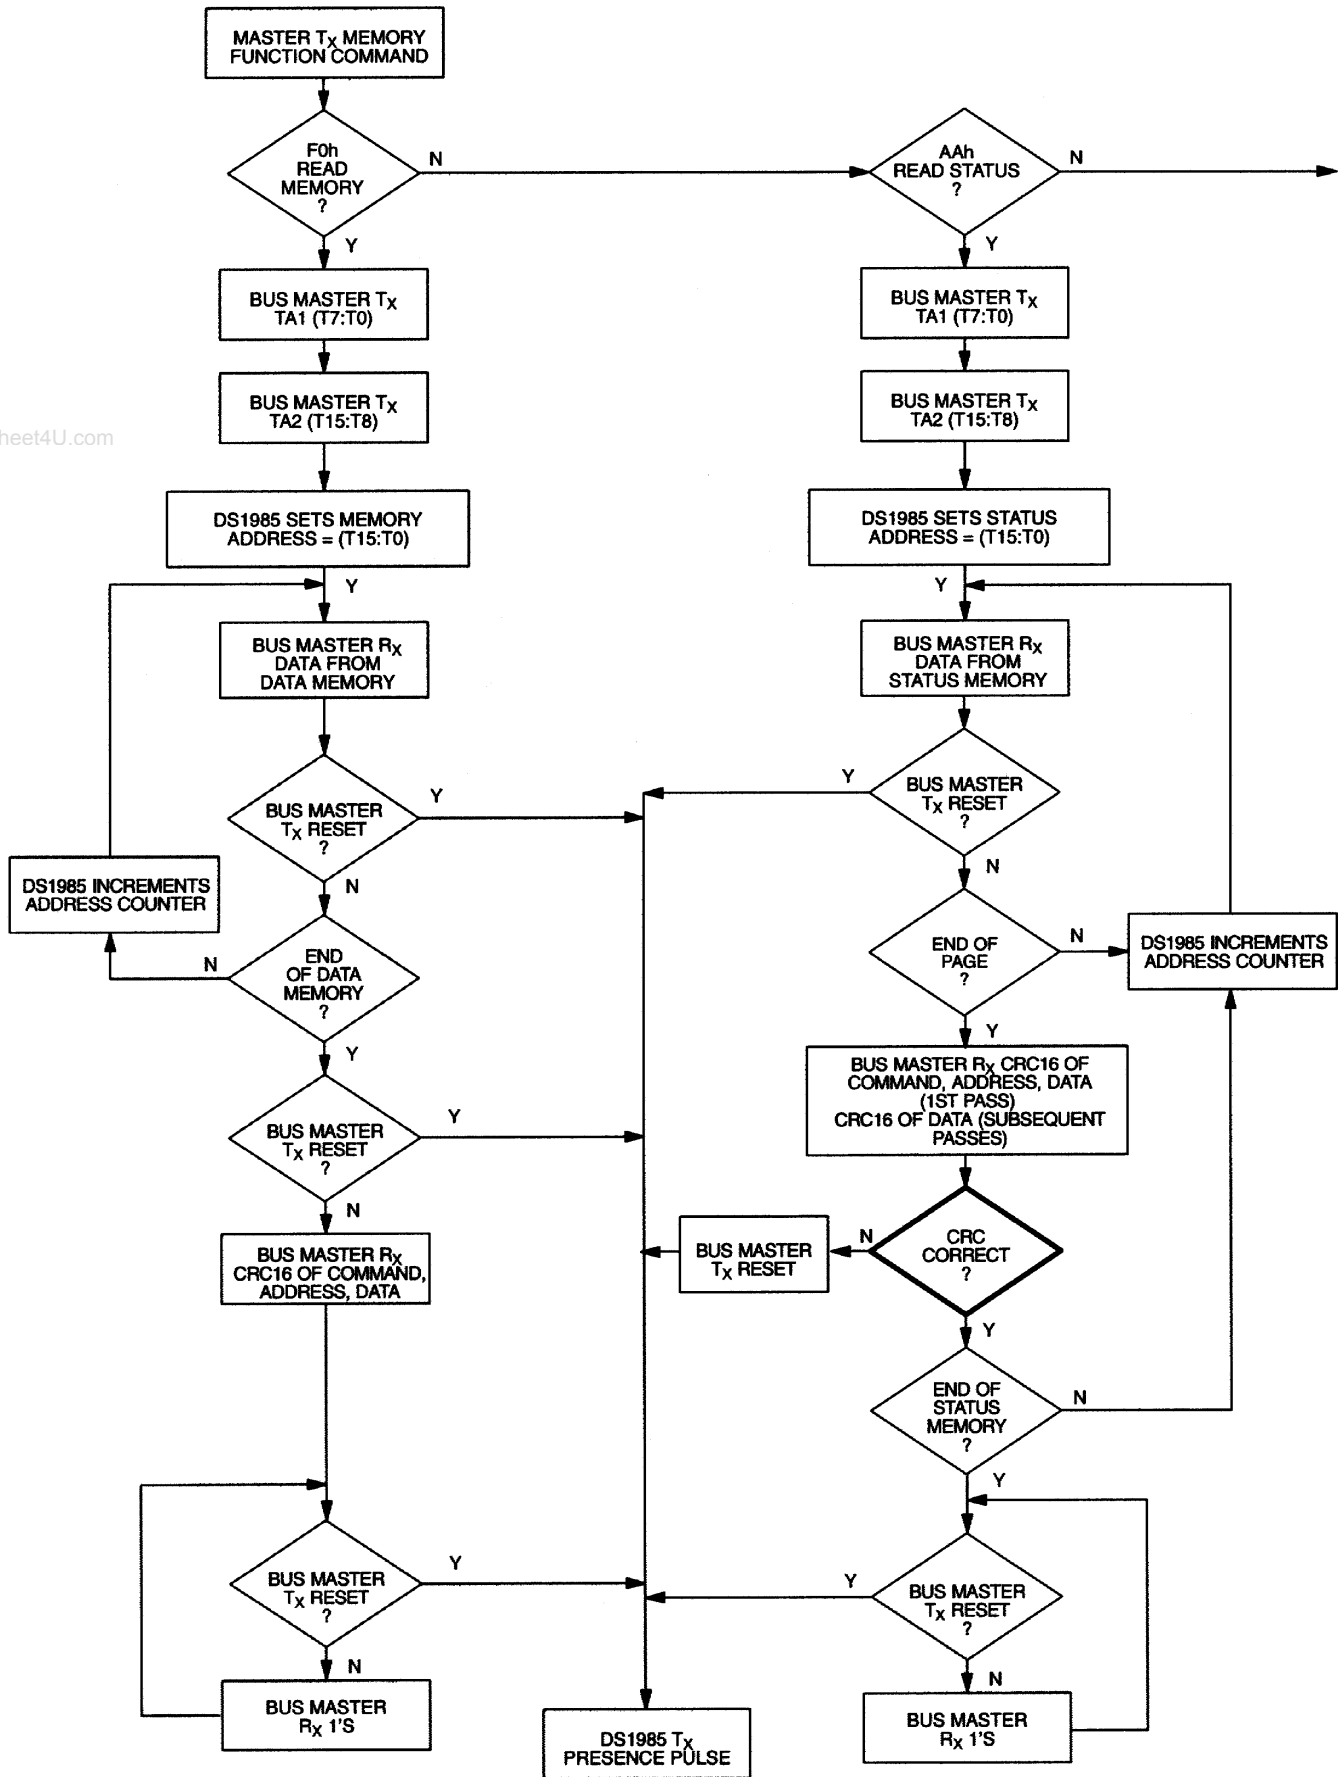 MASTER TX MEMORY
FUNCTION COMMAND
F0h
READ
MEMORY
?
N
AAh
READ STATUS
?
N
Y
Y
BUS MASTER TX
TA1 (T7:T0)
BUS MASTER TX
TA1 (T7:T0)
BUS MASTER TX
TA2 (T15:T8)
BUS MASTER TX
TA2 (T15:T8)
heet4U.com
DS1985 SETS MEMORY
ADDRESS = (T15:T0)
DS1985 SETS STATUS
ADDRESS = (T15:T0)
Y
Y
BUS MASTER RX
DATA FROM
DATA MEMORY
BUS MASTER RX
DATA FROM
STATUS MEMORY
BUS MASTER
TX RESET
?
Y
Y
BUS MASTER
TX RESET
?
N
N
DS1985 INCREMENTS
ADDRESS COUNTER
END
OF DATA
MEMORY
?
N
END OF
PAGE
?
N
DS1985 INCREMENTS
ADDRESS COUNTER
Y
Y
BUS MASTER RX CRC16 OF
COMMAND, ADDRESS, DATA
(1ST PASS)
CRC16 OF DATA (SUBSEQUENT
PASSES)
BUS MASTER
TX RESET
?
Y
N
BUS MASTER RX
CRC16 OF COMMAND,
ADDRESS, DATA
BUS MASTER
TX RESET
N
CRC
CORRECT
?
Y
END OF
STATUS
MEMORY
?
N
Y
BUS MASTER
TX RESET
?
Y
Y
BUS MASTER
TX RESET
?
N
N
BUS MASTER
RX 1'S
DS1985 TX
PRESENCE PULSE
BUS MASTER
RX 1'S